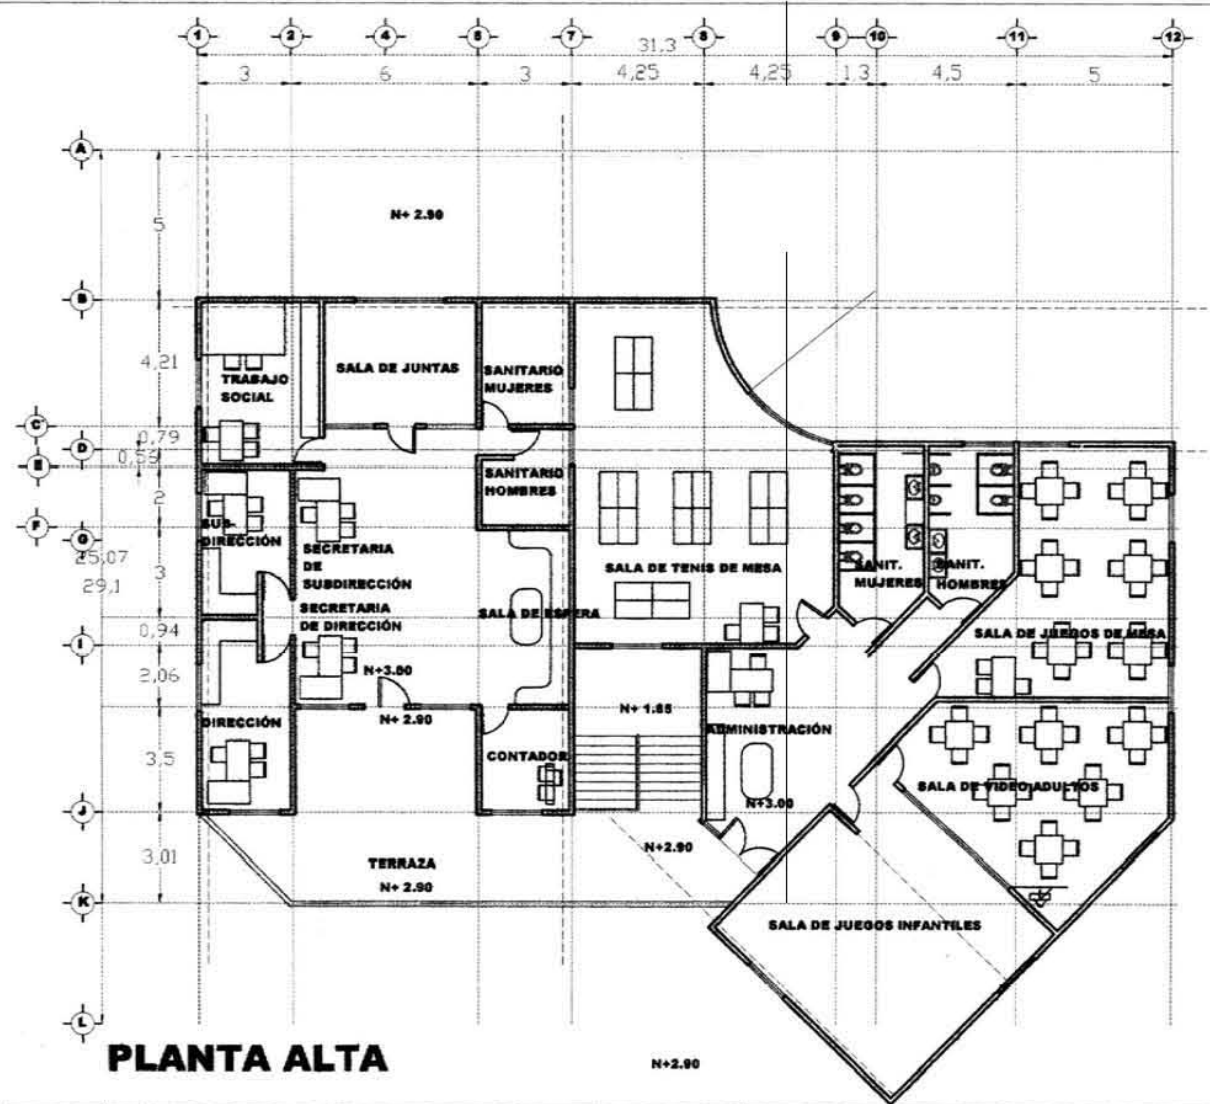 1 2 4 5 7 8 9 10 11 12
31,3
3 6 3 4,25 4,25 1,3 4,5 5
A
5
N+ 2.90
B
4,21
SALA DE JUNTAS
SANITARIO
MUJERES
TRABAJO
SOCIAL
C
0,79
D
E
SANITARIO
HOMBRES
2
F
SUB-
DIRECCIÓN
G
SECRETARIA
DE
SUBDIRECCIÓN
25,07
29,1
3
SALA DE TENIS DE MESA
SANIT.
MUJERES
SANIT.
HOMBRES
SECRETARIA
DE DIRECCIÓN
SALA DE ESPERA
0,94
SALA DE JUEGOS DE MESA
I
2,06
N+3.00
N+ 2.90
N+ 1.65
DIRECCIÓN
ADMINISTRACIÓN
3,5
CONTADOR
SALA DE VIDEO ADULTOS
N+3.00
J
3,01
TERRAZA
N+ 2.90
N+2.90
K
SALA DE JUEGOS INFANTILES
L
PLANTA ALTA
N+2.90